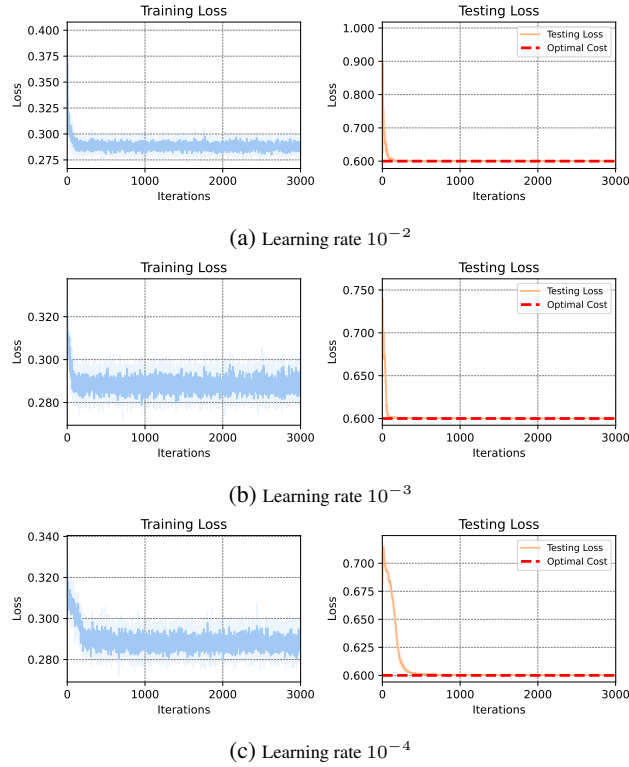 Training Loss
0.400
0.375
0.350
0.325
0.300
0.275
Loss
0 1000 2000 3000
Iterations
Testing Loss
1.000
0.900
0.800
0.700
0.600
Loss
Testing Loss
Optimal Cost
0 1000 2000 3000
Iterations
(a) Learning rate 10⁻²
Training Loss
0.320
0.300
0.280
Loss
0 1000 2000 3000
Iterations
Testing Loss
0.750
0.700
0.650
0.600
Loss
Testing Loss
Optimal Cost
0 1000 2000 3000
Iterations
(b) Learning rate 10⁻³
Training Loss
0.340
0.320
0.300
0.280
Loss
0 1000 2000 3000
Iterations
Testing Loss
0.700
0.675
0.650
0.625
0.600
Loss
Testing Loss
Optimal Cost
0 1000 2000 3000
Iterations
(c) Learning rate 10⁻⁴